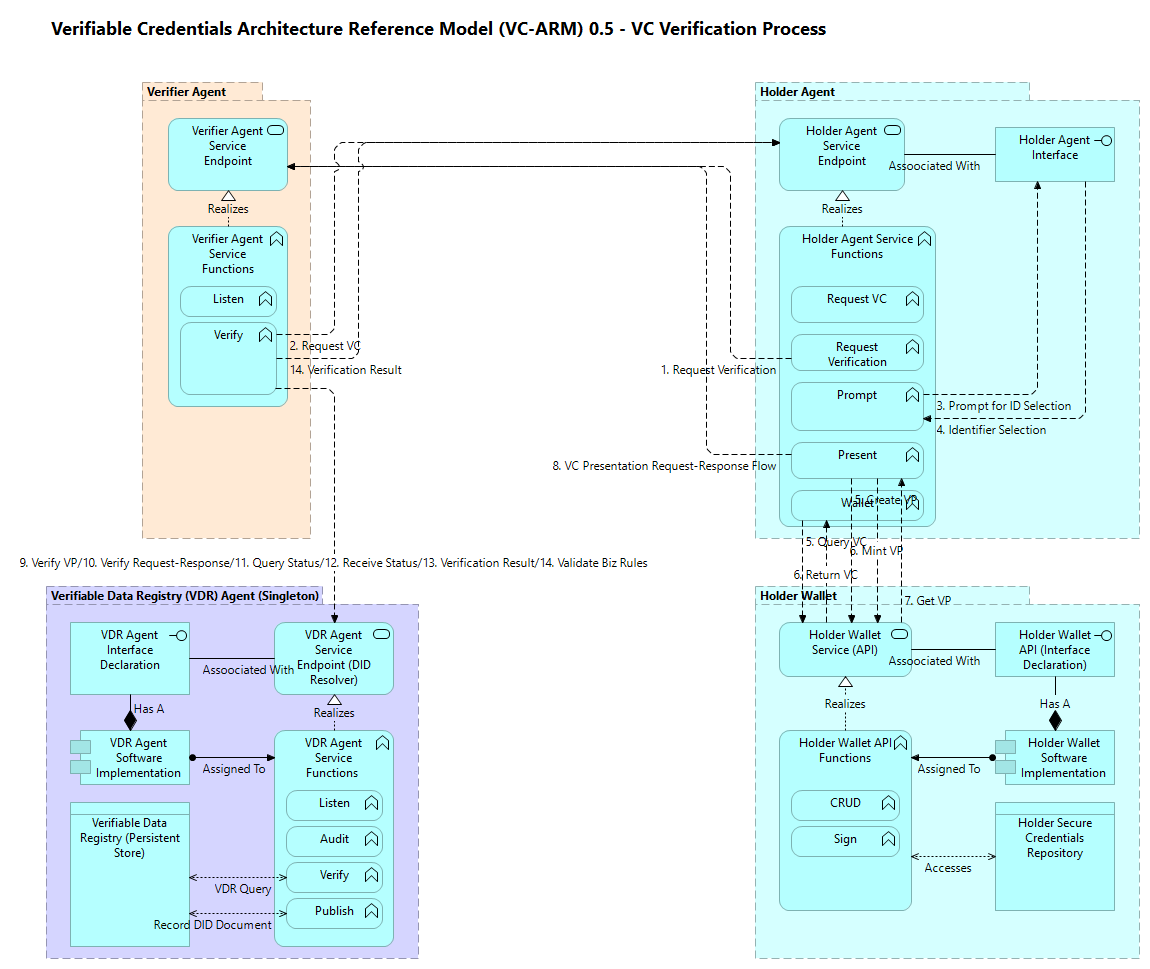 Verifiable Credentials Architecture Reference Model (VC-ARM) 0.5 - VC Verification Process
Verifier Agent
Verifier Agent
Service
Endpoint
Realizes
Verifier Agent
Service
Functions
Listen
Verify
2. Request VC
14. Verification Result
Holder Agent
Holder Agent
Service
Endpoint
Assoociated With
Holder Agent
Interface
Realizes
Holder Agent Service
Functions
Request VC
Request
Verification
1. Request Verification
Prompt
3. Prompt for ID Selection
4. Identifier Selection
Present
8. VC Presentation Request-Response Flow
5. Create VP
Wallet
5. Query VC
6. Mint VP
6. Return VC
7. Get VP
9. Verify VP/10. Verify Request-Response/11. Query Status/12. Receive Status/13. Verification Result/14. Validate Biz Rules
Verifiable Data Registry (VDR) Agent (Singleton)
VDR Agent
Interface
Declaration
Assoociated With
VDR Agent
Service
Endpoint (DID
Resolver)
Has A
Realizes
VDR Agent
Software
Implementation
Assigned To
VDR Agent
Service
Functions
Listen
Audit
Verify
Publish
Verifiable Data
Registry (Persistent
Store)
VDR Query
Record DID Document
Holder Wallet
Holder Wallet
Service (API)
Assoociated With
Holder Wallet
API (Interface
Declaration)
Realizes
Has A
Holder Wallet API
Functions
Assigned To
Holder Wallet
Software
Implementation
CRUD
Sign
Holder Secure
Credentials
Repository
Accesses